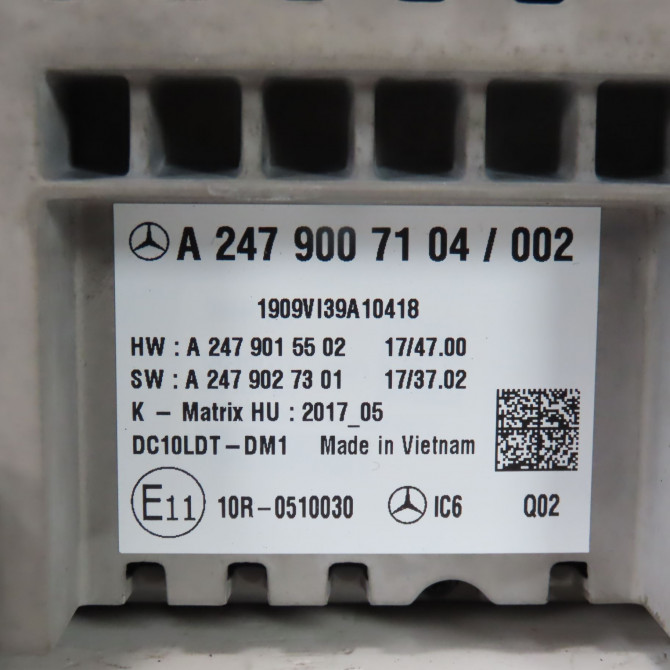 A 247 900 71 04 / 002
1909VI39A10418
HW : A 247 901 55 02 17/47.00
SW : A 247 902 73 01 17/37.02
K – Matrix HU : 2017_05
DC10LDT–DM1 Made in Vietnam
E11 10R–0510030 IC6 Q02